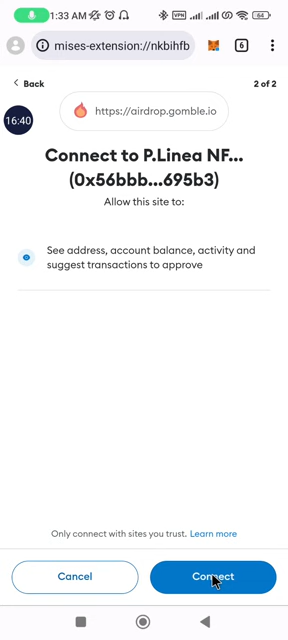 1:33 AM
VPN
64
mises-extension://nkbihfb
6
Back
2 of 2
16:40
https://airdrop.gomble.io
Connect to P.Linea NF...
(0x56bbb...695b3)
Allow this site to:
See address, account balance, activity and
suggest transactions to approve
Only connect with sites you trust. Learn more
Cancel
Connect